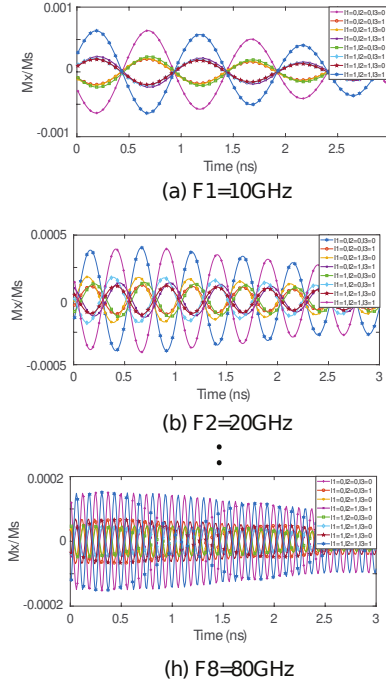 0.001
0
-0.001
Mx/Ms
0 0.5 1 1.5 2 2.5
Time (ns)
I1=0,I2=0,I3=0
I1=0,I2=0,I3=1
I1=0,I2=1,I3=0
I1=0,I2=1,I3=1
I1=1,I2=0,I3=0
I1=1,I2=0,I3=1
I1=1,I2=1,I3=0
I1=1,I2=1,I3=1
(a) F1=10GHz
0.0005
0
-0.0005
Mx/Ms
0 0.5 1 1.5 2 2.5 3
Time (ns)
I1=0,I2=0,I3=0
I1=0,I2=0,I3=1
I1=0,I2=1,I3=0
I1=0,I2=1,I3=1
I1=1,I2=0,I3=0
I1=1,I2=0,I3=1
I1=1,I2=1,I3=0
I1=1,I2=1,I3=1
(b) F2=20GHz
0.0002
0
-0.0002
Mx/Ms
0 0.5 1 1.5 2 2.5 3
Time (ns)
I1=0,I2=0,I3=0
I1=0,I2=0,I3=1
I1=0,I2=1,I3=0
I1=0,I2=1,I3=1
I1=1,I2=0,I3=0
I1=1,I2=0,I3=1
I1=1,I2=1,I3=0
I1=1,I2=1,I3=1
(h) F8=80GHz